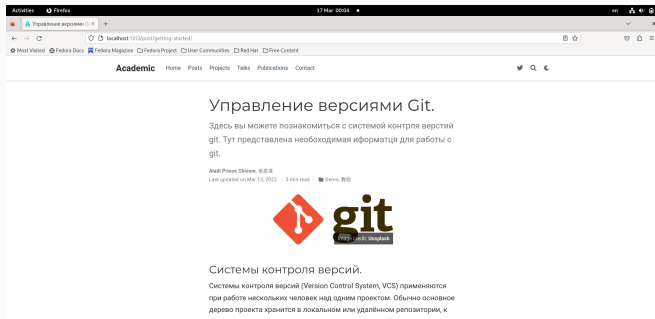 Activities Firefox 17 Mar 00:04 en
Управление версиями Gi
localhost:1313/post/getting-started/
Most Visited Fedora Docs Fedora Magazine Fedora Project User Communities Red Hat Free Content
Academic Home Posts Projects Talks Publications Contact
Управление версиями Git.
Здесь вы можете познакомиться с системой контрля верстий
git. Тут представлена необоходимая иформатця для работы с
git.
Aladi Prince Chisom,
Last updated on Mar 13, 2022 · 3 min read · Demo, 教程
git
Image credit: Unsplash
Системы контроля версий.
Системы контроля версий (Version Control System, VCS) применяются
при работе нескольких человек над одним проектом. Обычно основное
дерево проекта хранится в локальном или удалённом репозитории, к